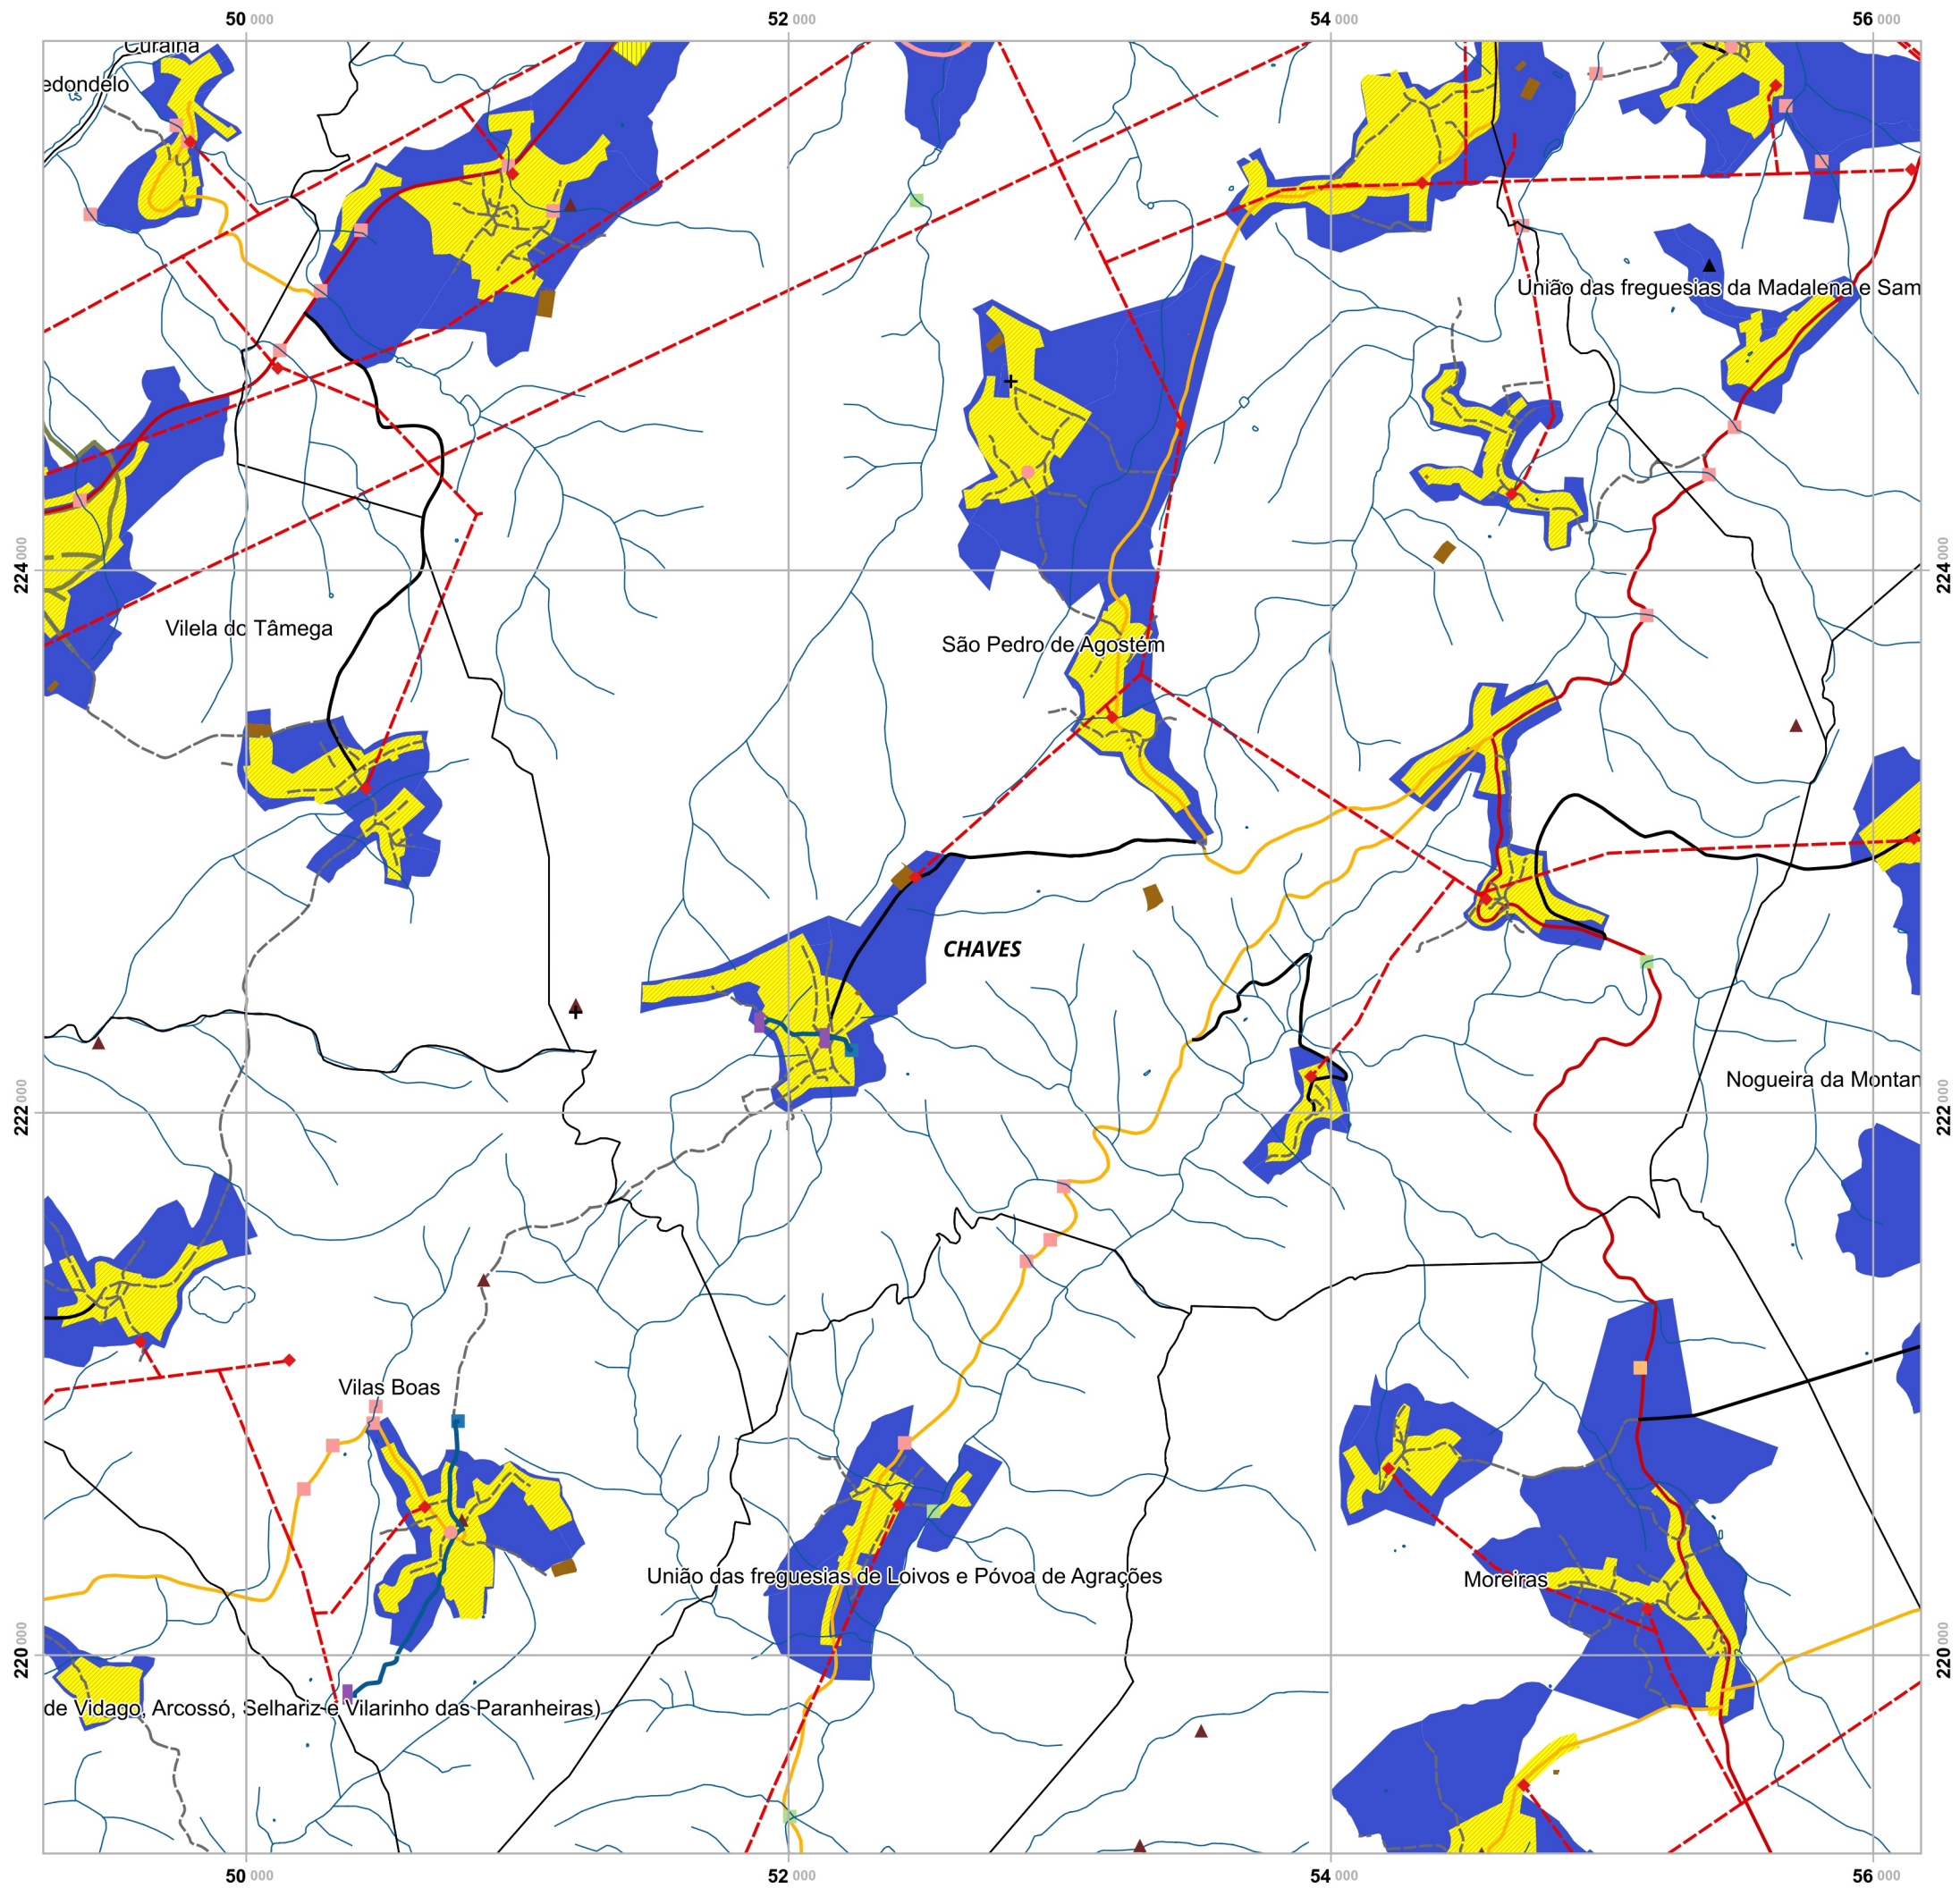 50 000 52 000 54 000 56 000
Curalha
edondelo
União das freguesias da Madalena e Sam
224 000 224 000
Vilela do Tâmega
São Pedro de Agostém
CHAVES
Nogueira da Montan
222 000 222 000
Vilas Boas
União das freguesias de Loivos e Póvoa de Agrações
Moreiras
220 000 220 000
de Vidago, Arcossó, Selhariz e Vilarinho das Paranheiras)
50 000 52 000 54 000 56 000